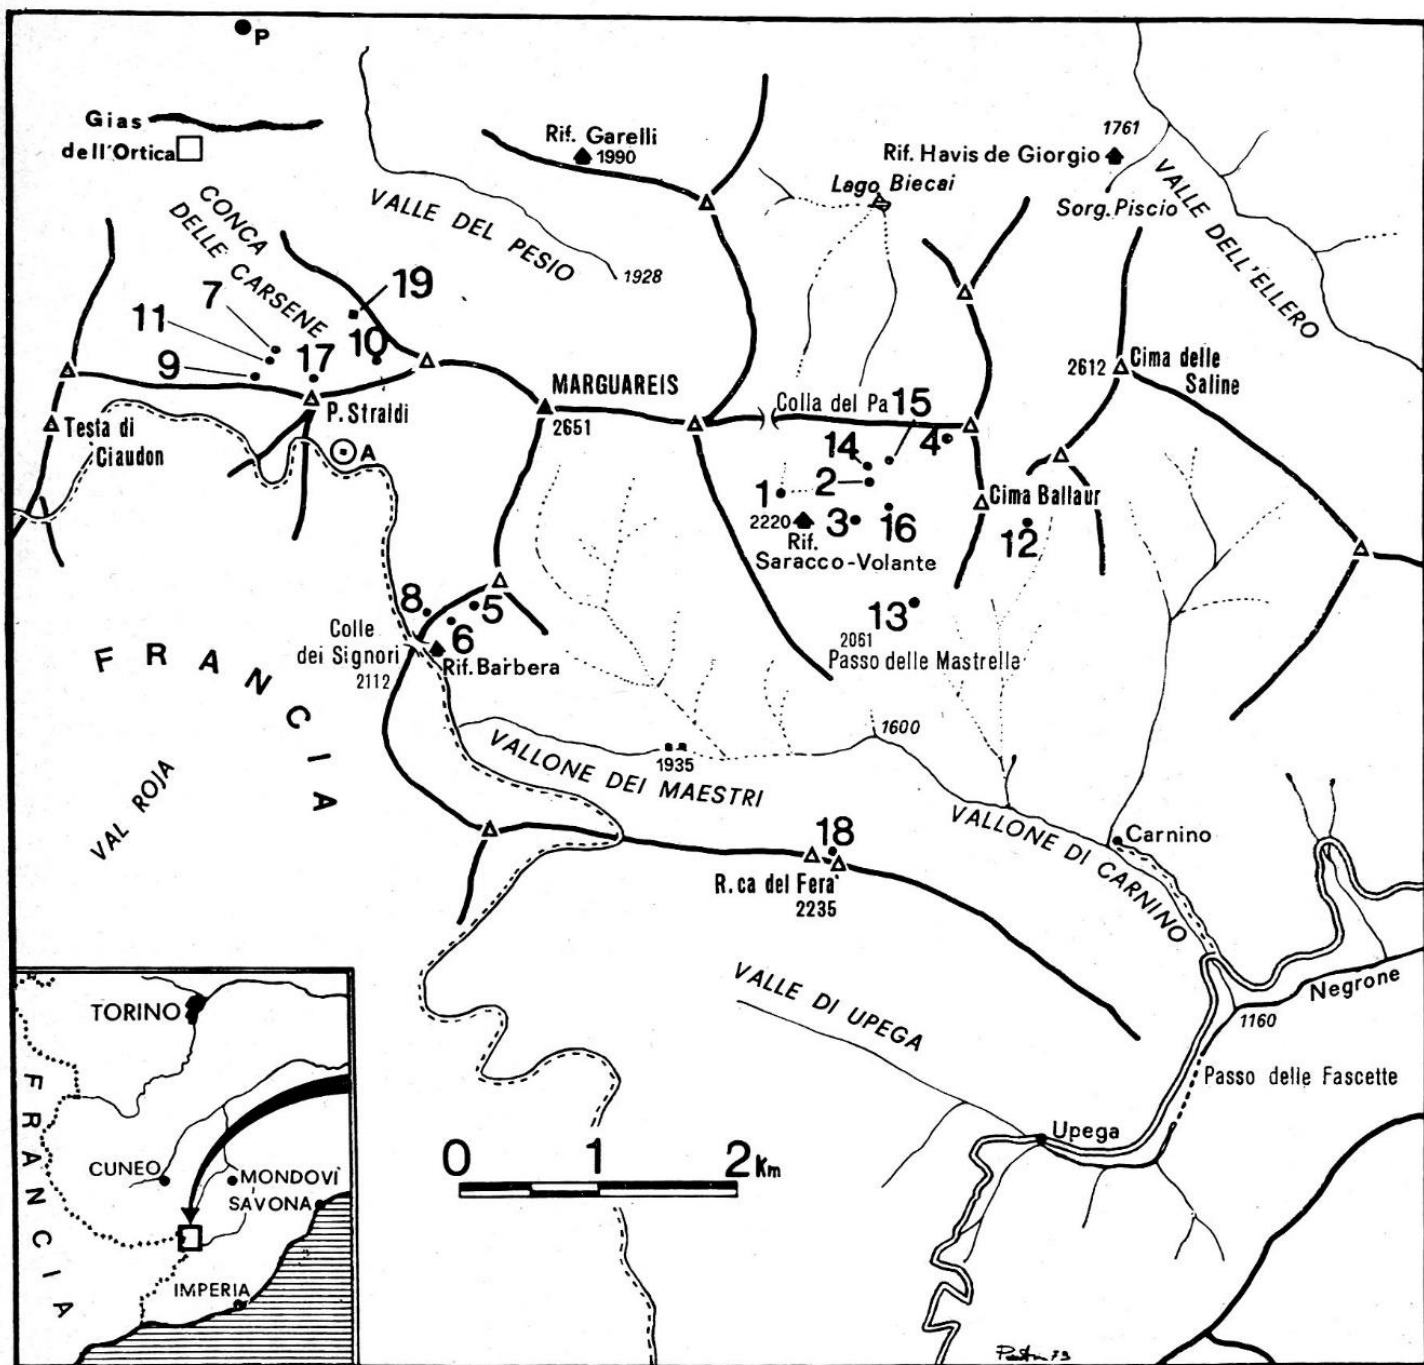 P
Gias
dell'Ortica
Rif. Garelli
1990
1761
Rif. Havis de Giorgio
Lago Biecai
Sorg. Piscio
VALLE DELL'ELLERO
CONCA
DELLE CARSENE
VALLE DEL PESIO
1928
19
7
11
10
9
17
P. Straldi
MARGUAREIS
2651
Colla del Pa
15
2612
Cima delle
Saline
Testa di
Ciaudon
A
14
4
2
1
Cima Ballaur
2220
3
16
12
Rif.
Saracco-Volante
8
5
6
13
Colle
dei Signori
2112
Rif. Barbera
2061
Passo delle Mastrelle
FRANCIA
VAL ROJA
1600
VALLONE DEI MAESTRI
1935
VALLONE DI CARNINO
Carnino
18
R.ca del Ferà
2235
VALLE DI UPEGA
Negrone
1160
Passo delle Fascette
Upega
0 1 2 Km
TORINO
FRANCIA
CUNEO
MONDOVÌ
SAVONA
IMPERIA